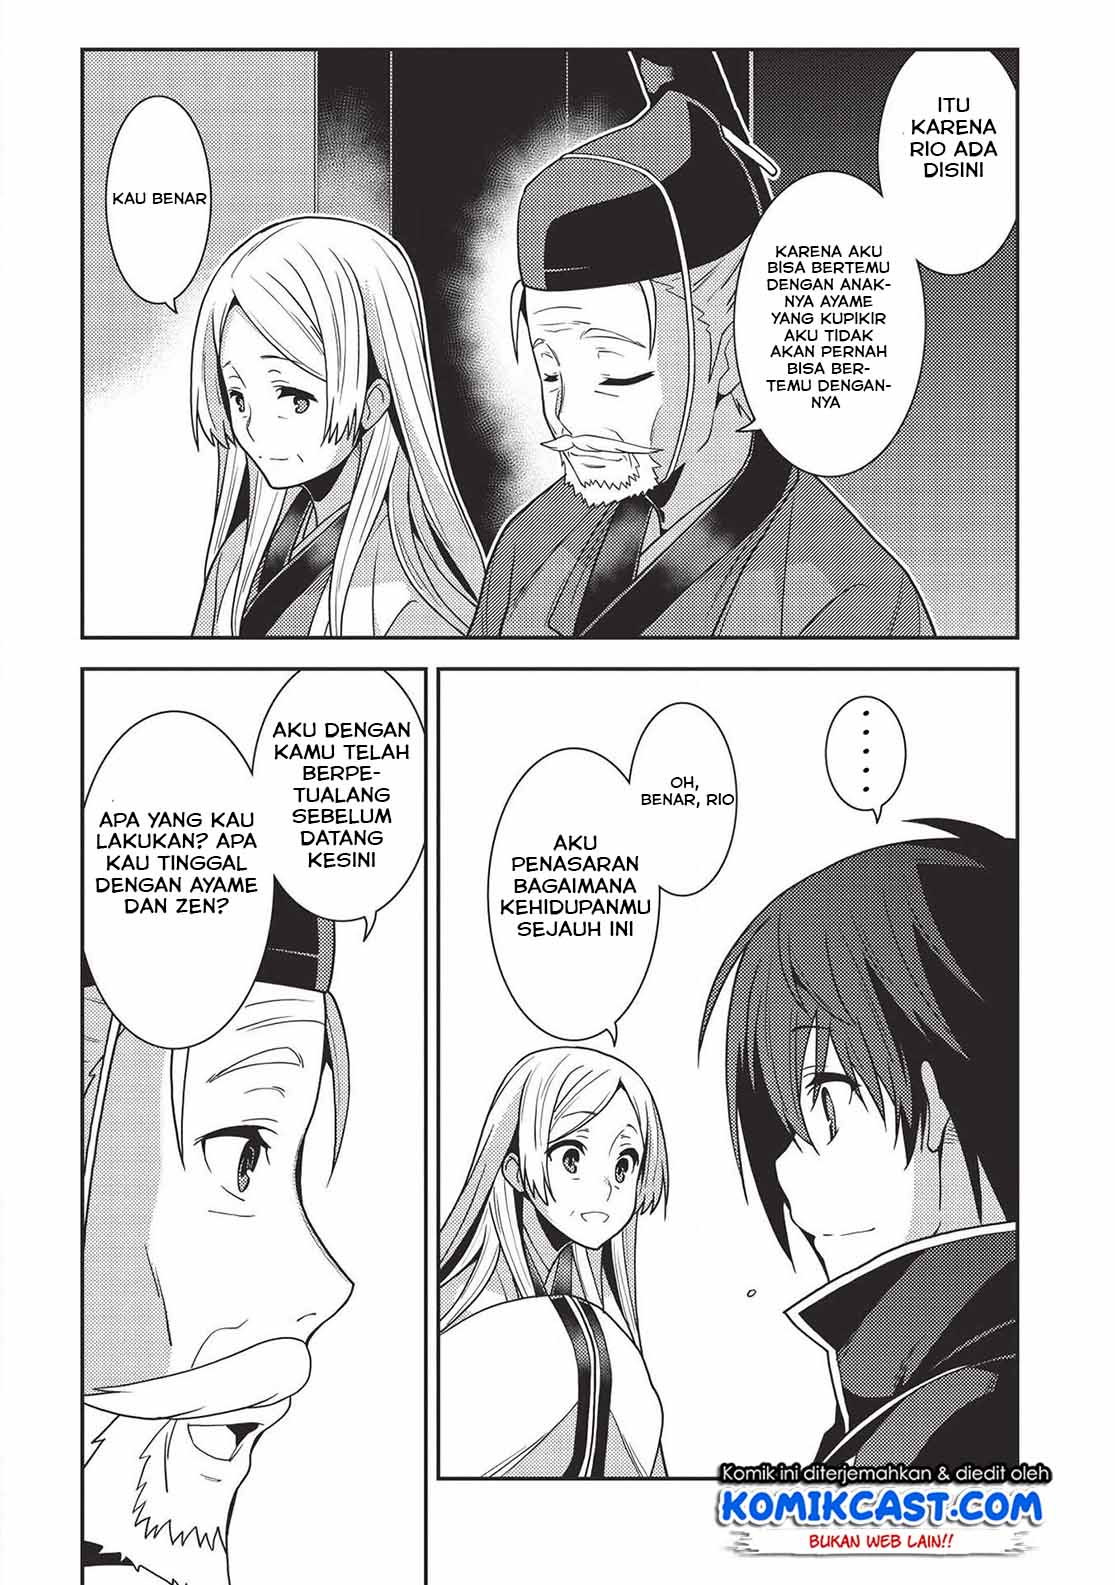 ITU
KARENA
RIO ADA
DISINI
KARENA AKU
BISA BERTEMU
DENGAN ANAK-
NYA AYAME
YANG KUPIKIR
AKU TIDAK
AKAN PERNAH
BISA BER-
TEMU DENGAN-
NYA
KAU BENAR
......
OH,
BENAR, RIO
AKU
PENASARAN
BAGAIMANA
KEHIDUPANMU
SEJAUH INI
AKU DENGAN
KAMU TELAH
BERPE-
TUALANG
SEBELUM
DATANG
KESINI
APA YANG KAU
LAKUKAN? APA
KAU TINGGAL
DENGAN AYAME
DAN ZEN?
Komik ini diterjemahkan & diedit oleh
KOMIKCAST.COM
BUKAN WEB LAIN!!